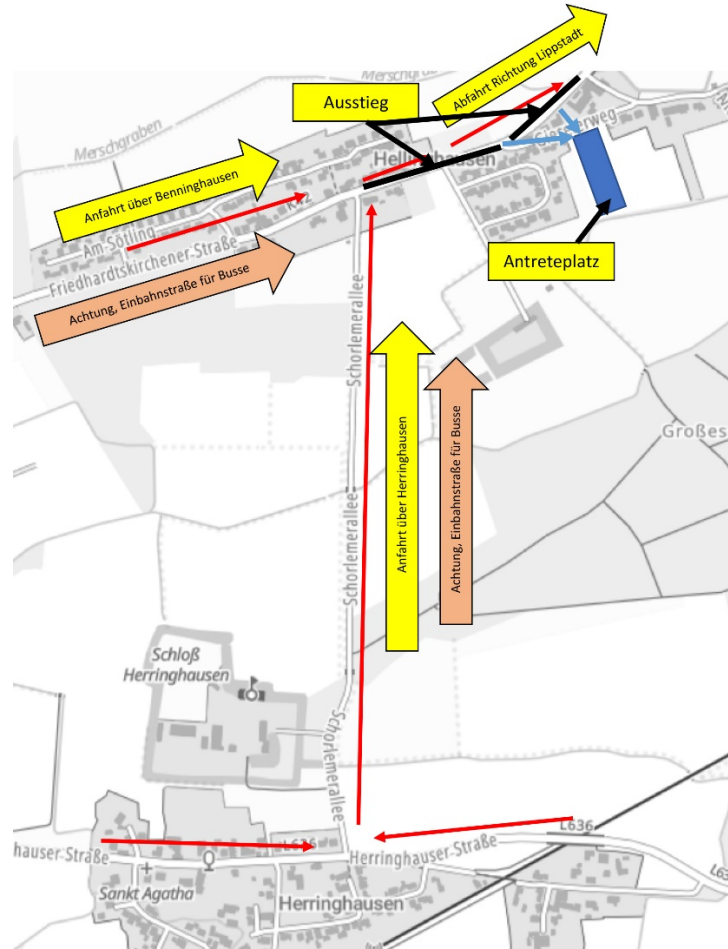 Merschgraben
Abfahrt Richtung Lippstadt
Ausstieg
Merschgraben
Hellinghausen
Anfahrt über Benninghausen
K42
Am-Sötling
Friedhardtskirchener-Straße
Antreteplatz
Achtung, Einbahnstraße für Busse
Schorlemerallee
Anfahrt über Herringhausen
Achtung, Einbahnstraße für Busse
Großes
Schorlemerallee
Schloß
Herringhausen
Schorlemerallee
L636
L636
hauser-Straße
Herringhauser-Straße
Sankt Agatha
Herringhausen